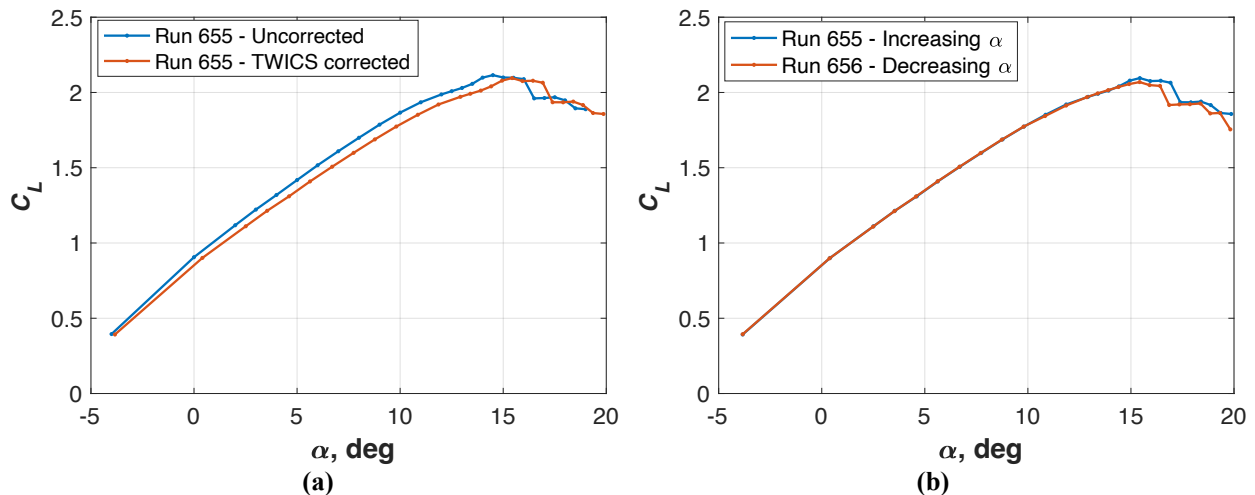 2.5
2
1.5
1
0.5
0
C_L
Run 655 - Uncorrected
Run 655 - TWICS corrected
-5 0 5 10 15 20
α, deg
(a)
2.5
2
1.5
1
0.5
0
C_L
Run 655 - Increasing α
Run 656 - Decreasing α
-5 0 5 10 15 20
α, deg
(b)